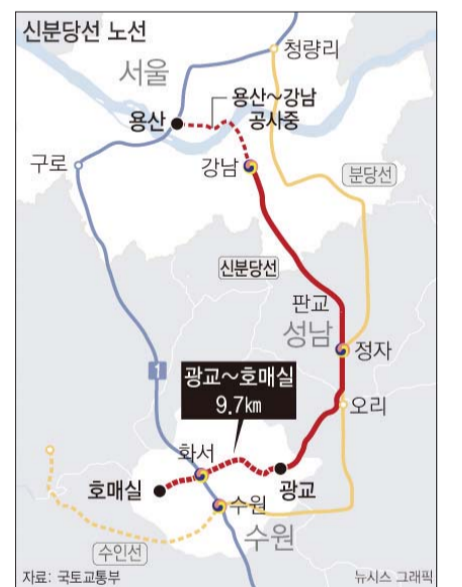 신분당선 노선
청량리
서울
용산~강남
공사중
용산
구로
강남
분당선
신분당선
판교
성남
정자
1
광교~호매실
9.7㎞
오리
화서
호매실
광교
수원
수원
수인선
자료: 국토교통부
뉴시스 그래픽